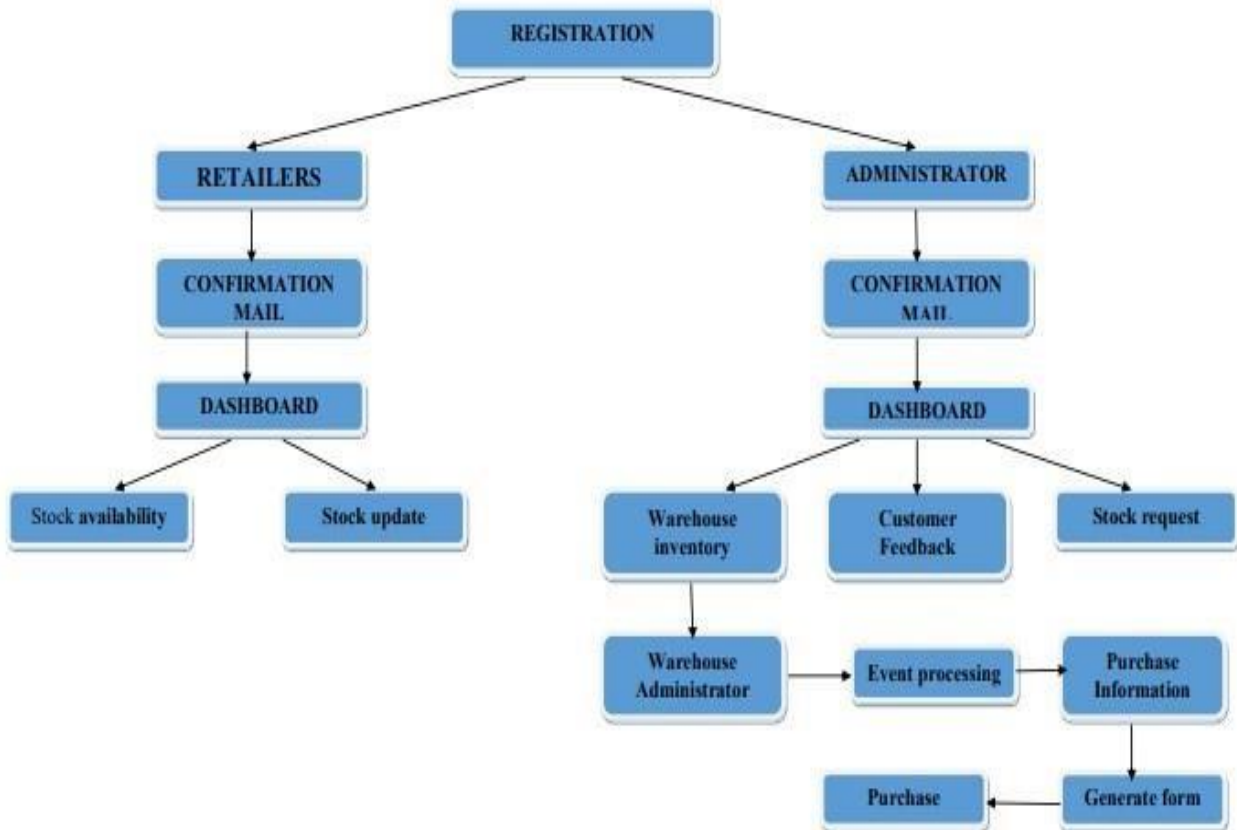 REGISTRATION
RETAILERS
ADMINISTRATOR
CONFIRMATION
MAIL
CONFIRMATION
MAIL
DASHBOARD
DASHBOARD
Stock availability
Stock update
Warehouse
inventory
Customer
Feedback
Stock request
Warehouse
Administrator
Event processing
Purchase
Information
Purchase
Generate form